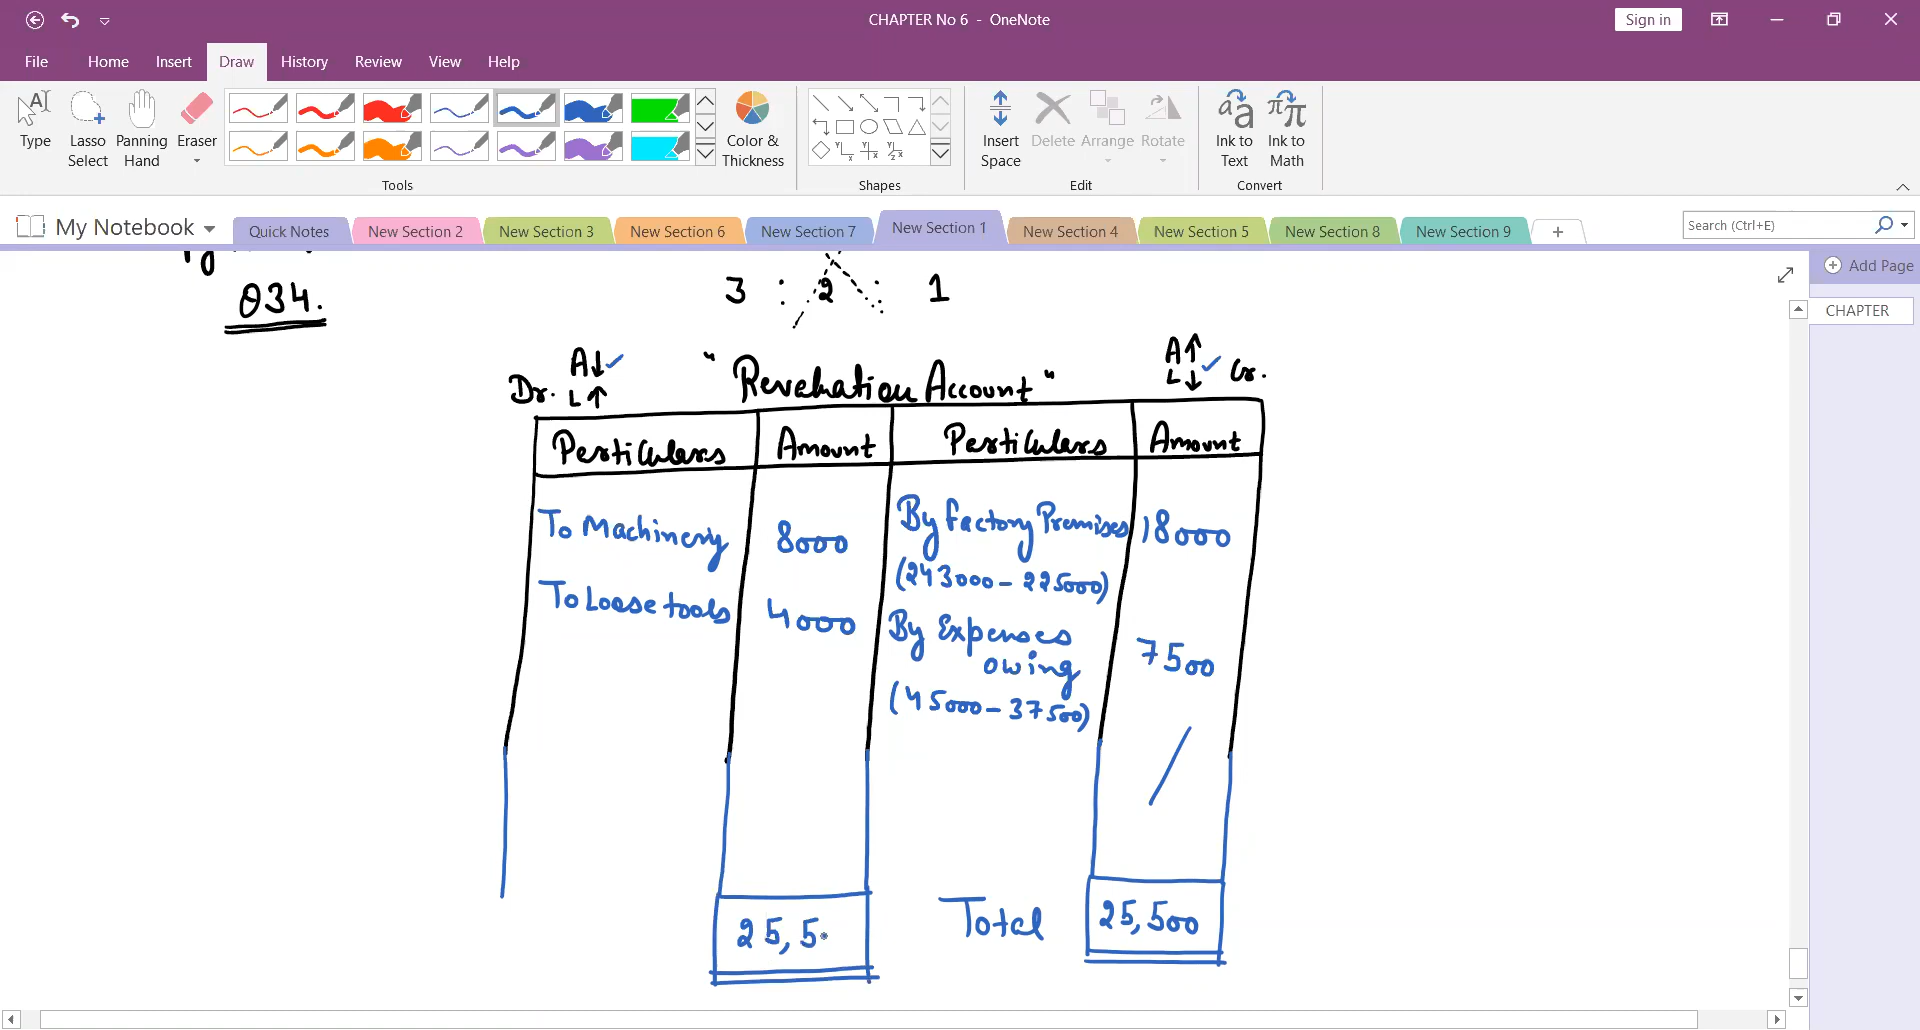 CHAPTER No 6 - OneNote
Sign in
File Home Insert Draw History Review View Help
Type
Lasso Select
Panning Hand
Eraser
Color & Thickness
Insert Space
Delete
Arrange
Rotate
Ink to Text
Ink to Math
Tools
Shapes
Edit
Convert
My Notebook
Quick Notes
New Section 2
New Section 3
New Section 6
New Section 7
New Section 1
New Section 4
New Section 5
New Section 8
New Section 9
Search (Ctrl+E)
Add Page
CHAPTER
Q34.
3 : 2 : 1
Dr. A↓ ✓ L↑
"Revaluation Account"
A↑ L↓ ✓ Cr.
Perticulars Amount Perticulars Amount
To Machinery 8000 By Factory Premises 18000
(243000 - 225000)
To Loose tools 4000 By Expenses
owing 7500
(45000 - 37500)
25,5 Total 25,500